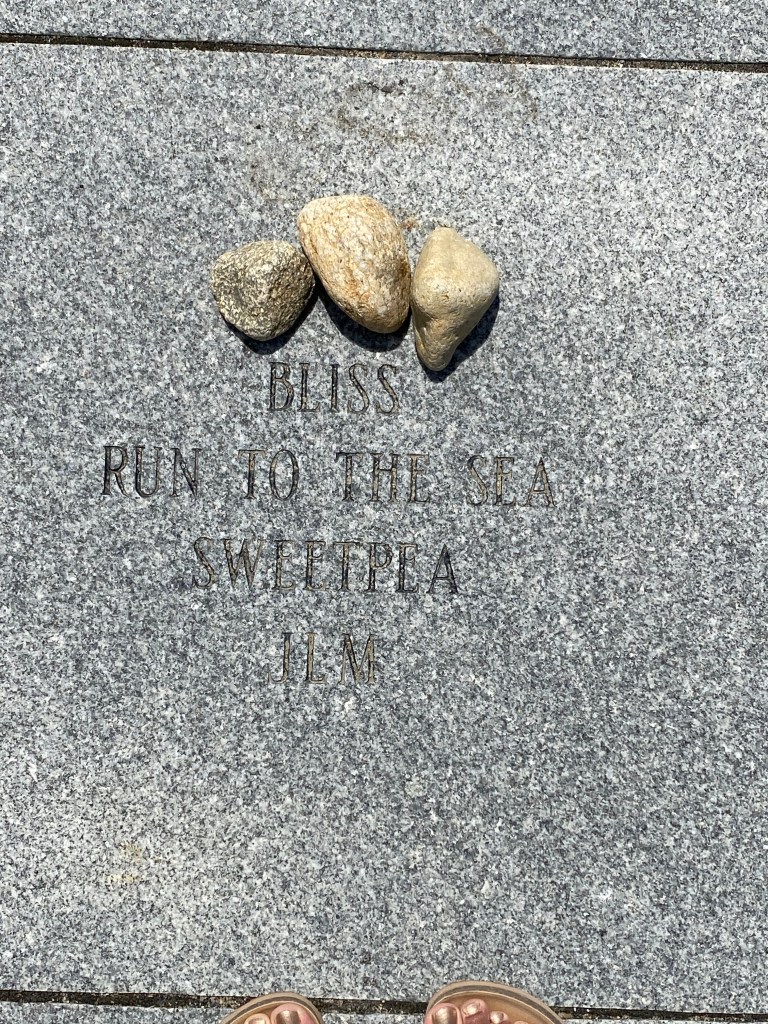 BLISS
RUN TO THE SEA
SWEETPEA
JLM